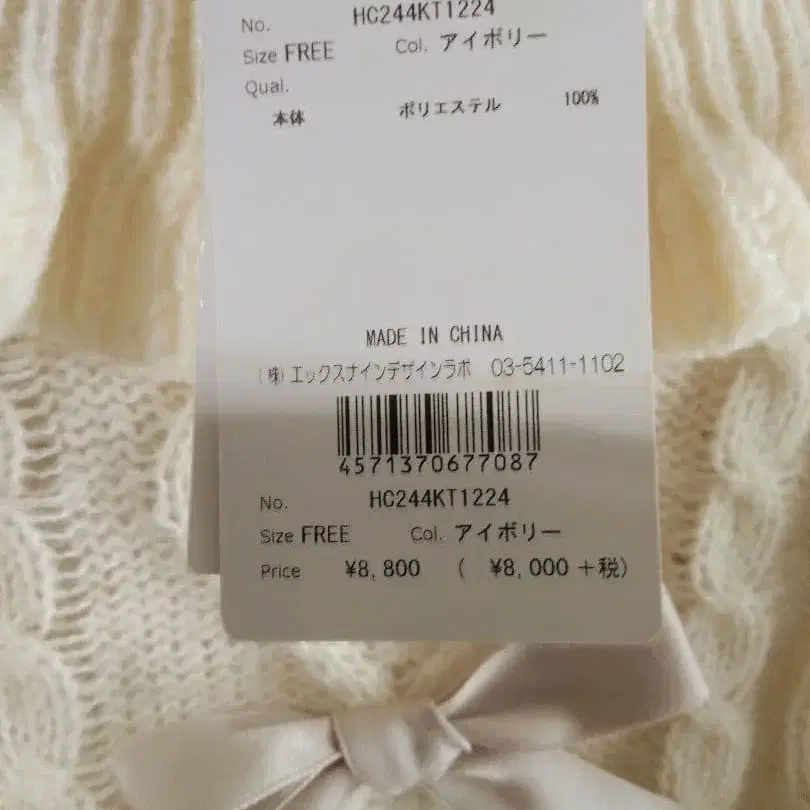 No. HC244KT1224
Size FREE Col. アイボリー
Qual.
本体 ポリエステル 100%
MADE IN CHINA
(株)エックスナインデザインラボ 03-5411-1102
4571370677087
No. HC244KT1224
Size FREE Col. アイボリー
Price ¥8,800 ( ¥8,000 +税)